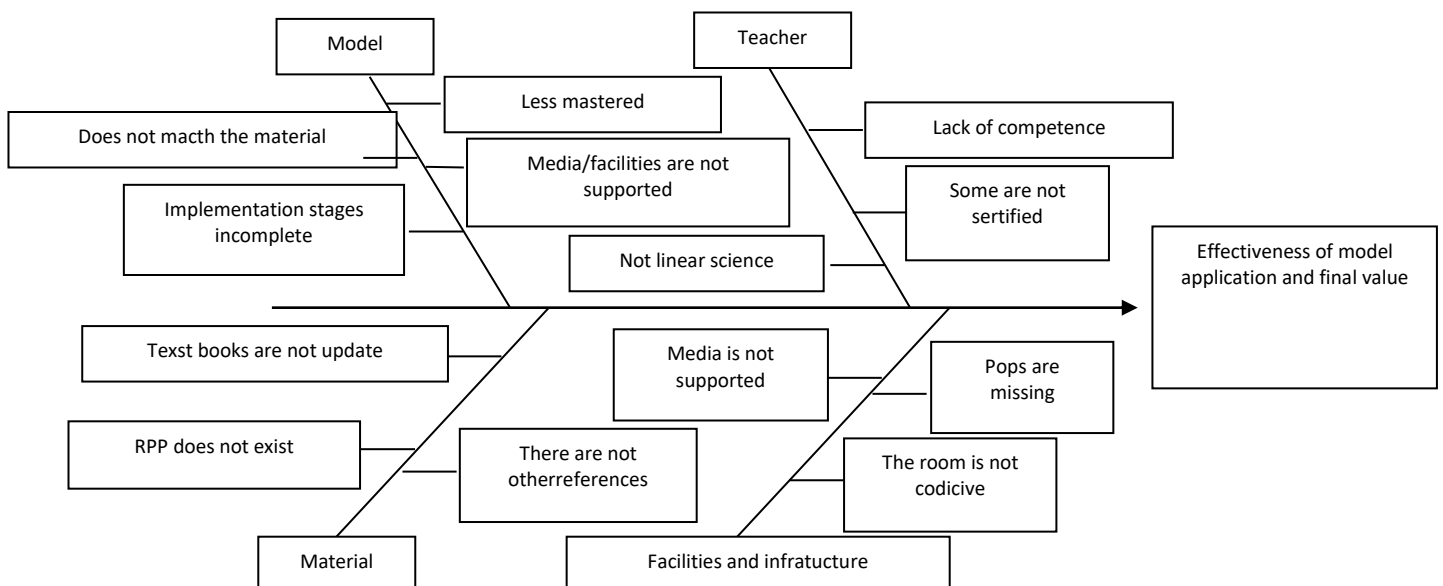 Model
Teacher
Less mastered
Does not macth the material
Lack of competence
Media/facilities are not
supported
Some are not
sertified
Implementation stages
incomplete
Not linear science
Effectiveness of model
application and final value
Texst books are not update
Media is not
supported
Pops are
missing
RPP does not exist
There are not
otherreferences
The room is not
codicive
Material
Facilities and infratucture